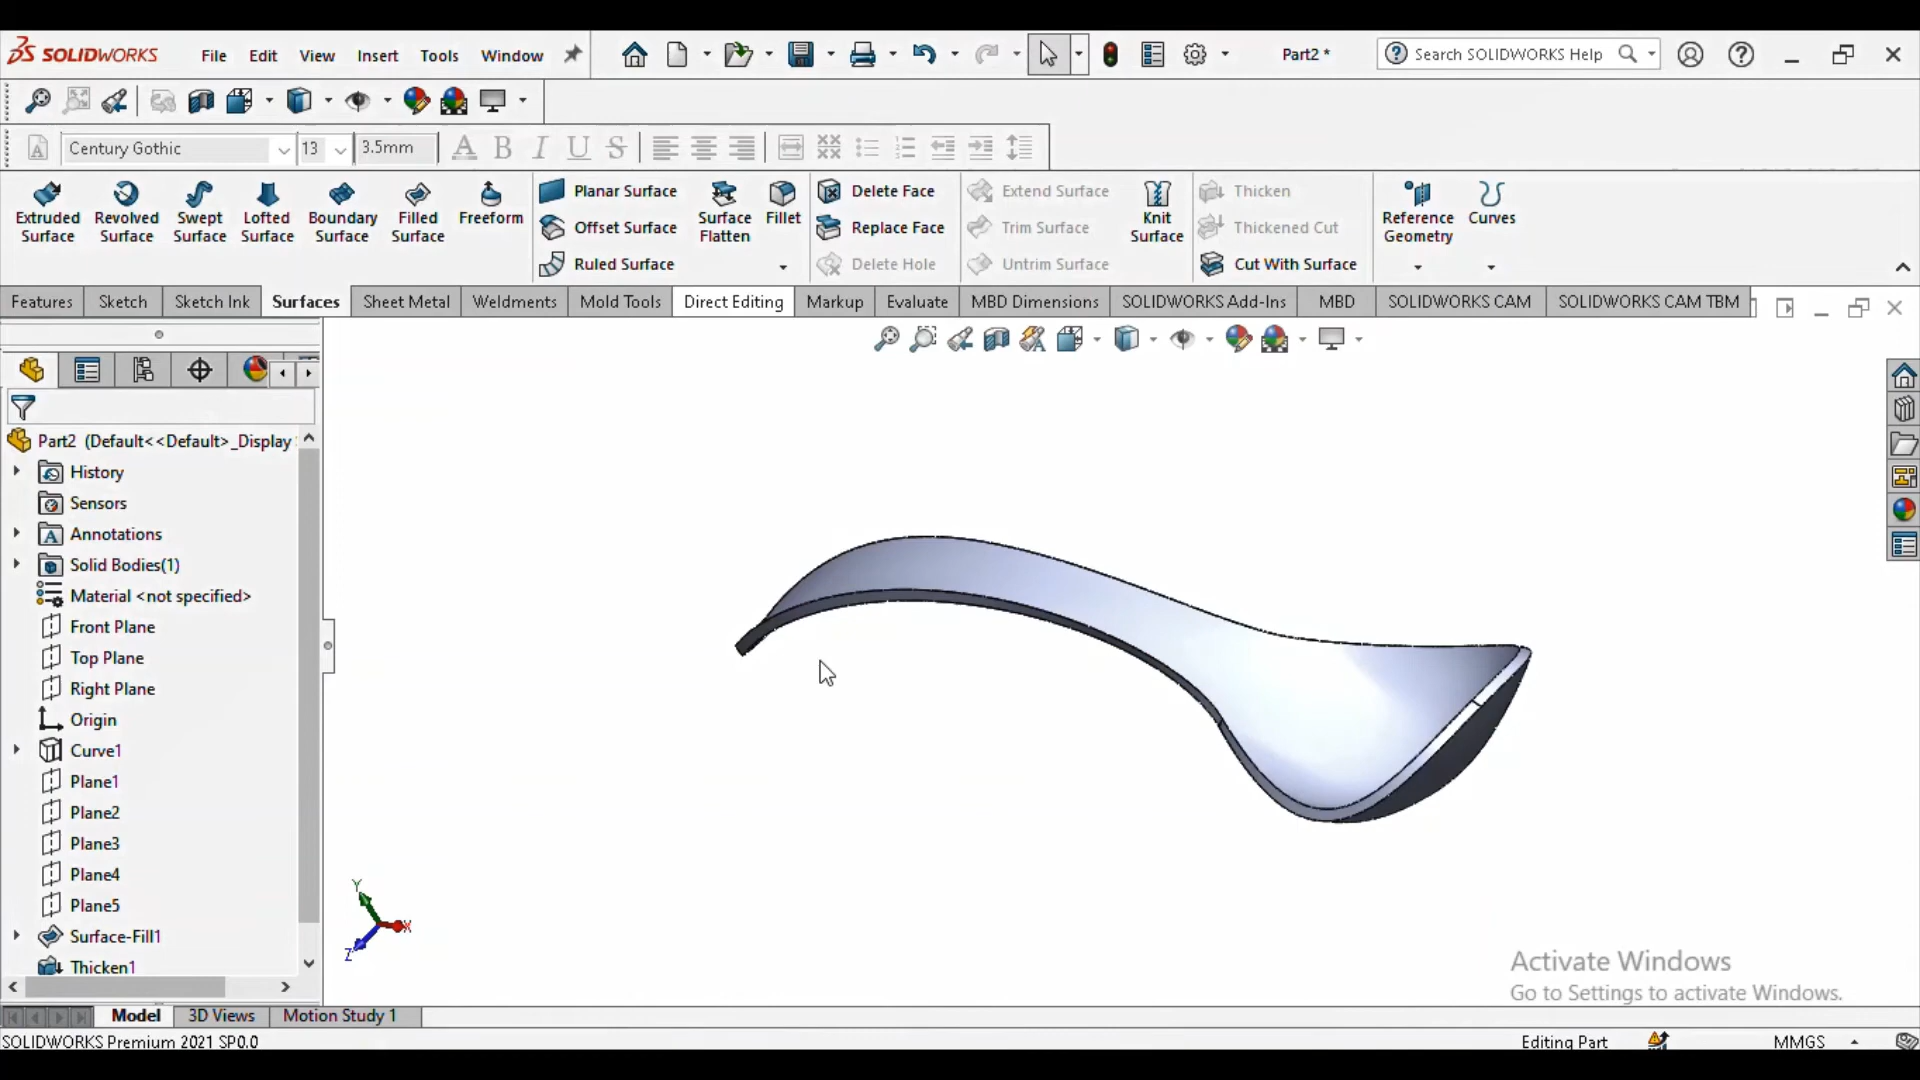 SOLIDWORKS File Edit View Insert Tools Window Part2 * Search SOLIDWORKS Help
Century Gothic 13 3.5mm A B I U S
Extruded Surface Revolved Surface Swept Surface Lofted Surface Boundary Surface Filled Surface Freeform
Planar Surface
Offset Surface
Ruled Surface
Surface Flatten Fillet
Delete Face
Replace Face
Delete Hole
Extend Surface
Trim Surface
Untrim Surface
Knit Surface
Thicken
Thickened Cut
Cut With Surface
Reference Geometry Curves
Features Sketch Sketch Ink Surfaces Sheet Metal Weldments Mold Tools Direct Editing Markup Evaluate MBD Dimensions SOLIDWORKS Add-Ins MBD SOLIDWORKS CAM SOLIDWORKS CAM TBM
Part2 (Default<<Default>_Display
History
Sensors
Annotations
Solid Bodies(1)
Material <not specified>
Front Plane
Top Plane
Right Plane
Origin
Curve1
Plane1
Plane2
Plane3
Plane4
Plane5
Surface-Fill1
Thicken1
Y
X
Z
Activate Windows
Go to Settings to activate Windows.
Model 3D Views Motion Study 1
SOLIDWORKS Premium 2021 SP0.0 Editing Part MMGS